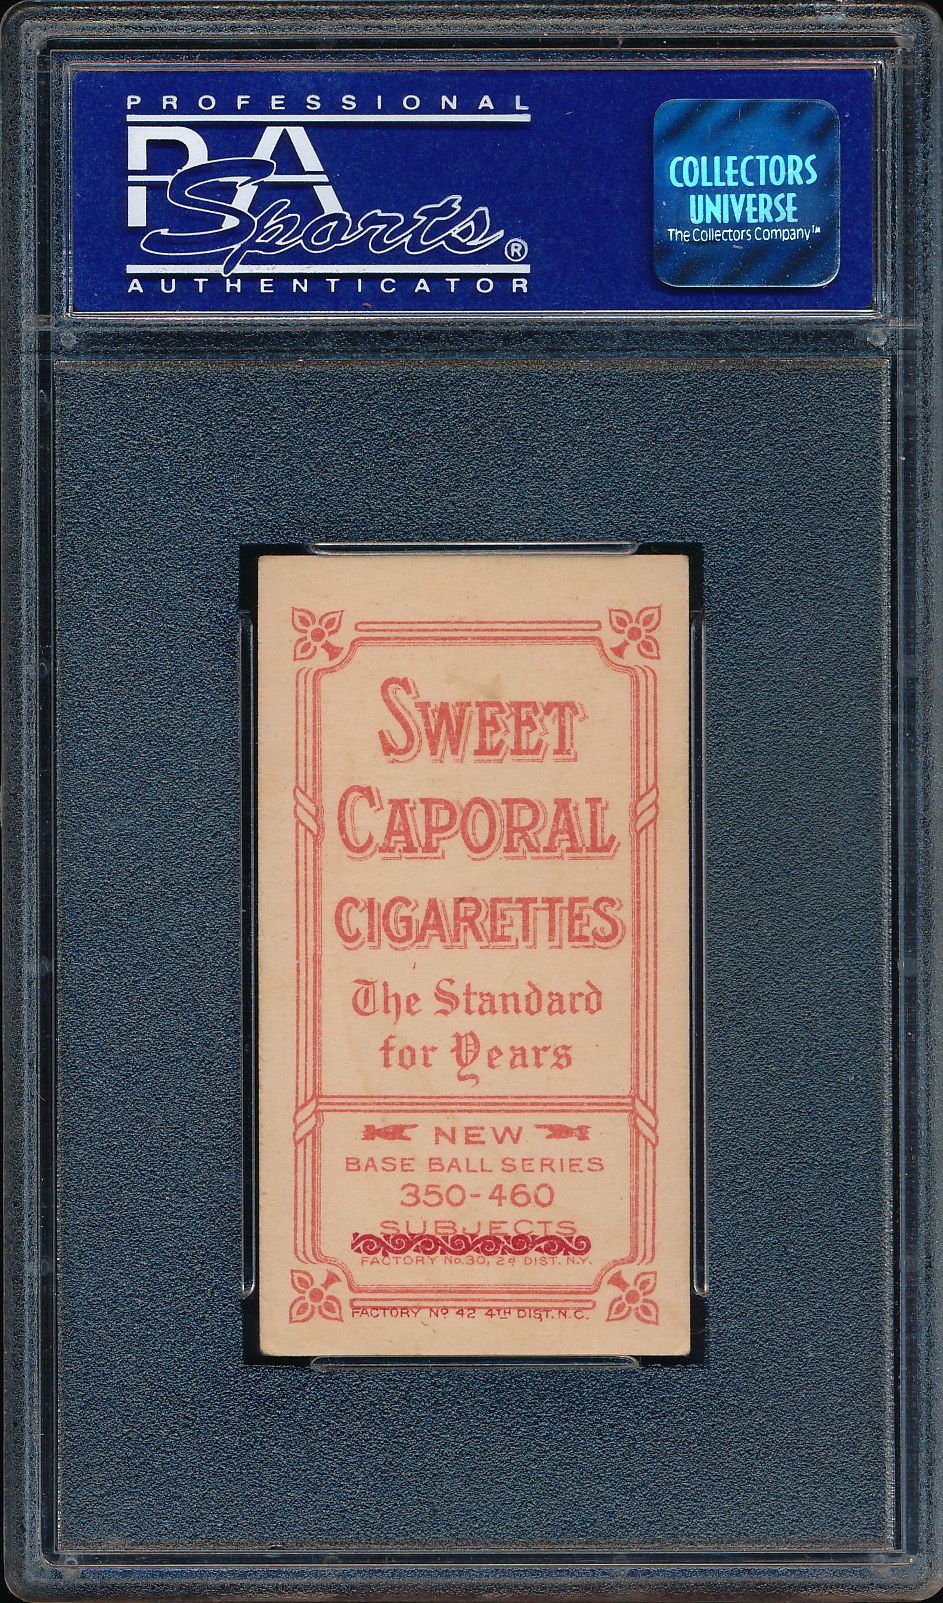 PROFESSIONAL
PSA
Sports®
AUTHENTICATOR
COLLECTORS
UNIVERSE
The Collectors Company™
SWEET
CAPORAL
CIGARETTES
The Standard
for Years
NEW
BASE BALL SERIES
350-460
SUBJECTS
FACTORY No. 30, 2d DIST. N.Y.
FACTORY No 42 4TH DIST. N.C.